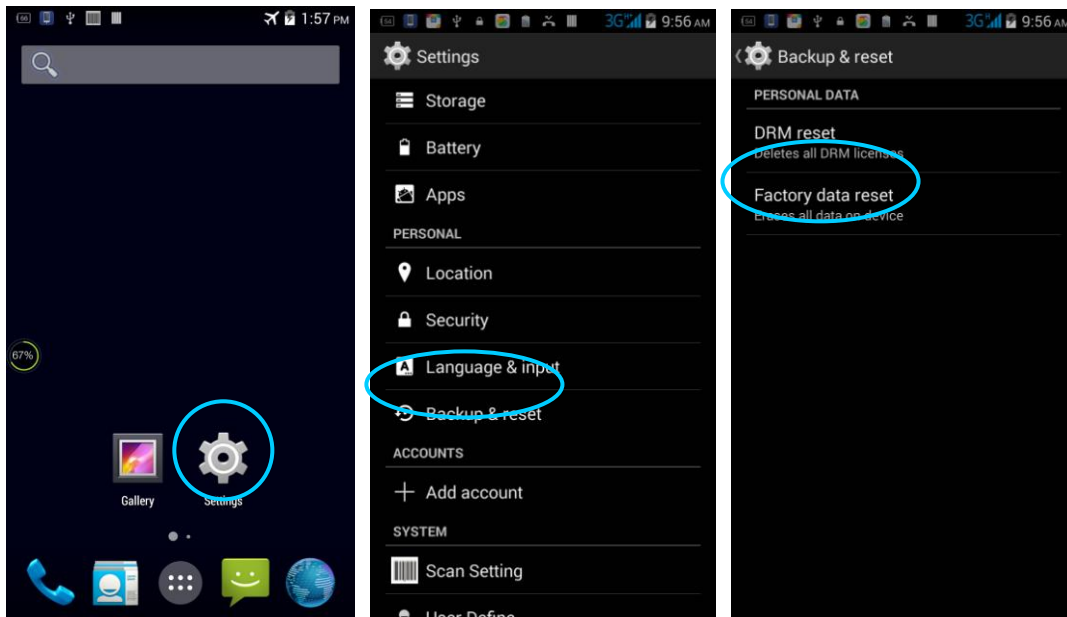 1:57 PM
67%
Gallery
Settings
3G 9:56 AM
Settings
Storage
Battery
Apps
PERSONAL
Location
Security
A Language & input
Backup & reset
ACCOUNTS
Add account
SYSTEM
Scan Setting
User Define
3G 9:56 AM
Backup & reset
PERSONAL DATA
DRM reset
Deletes all DRM licenses
Factory data reset
Erases all data on device